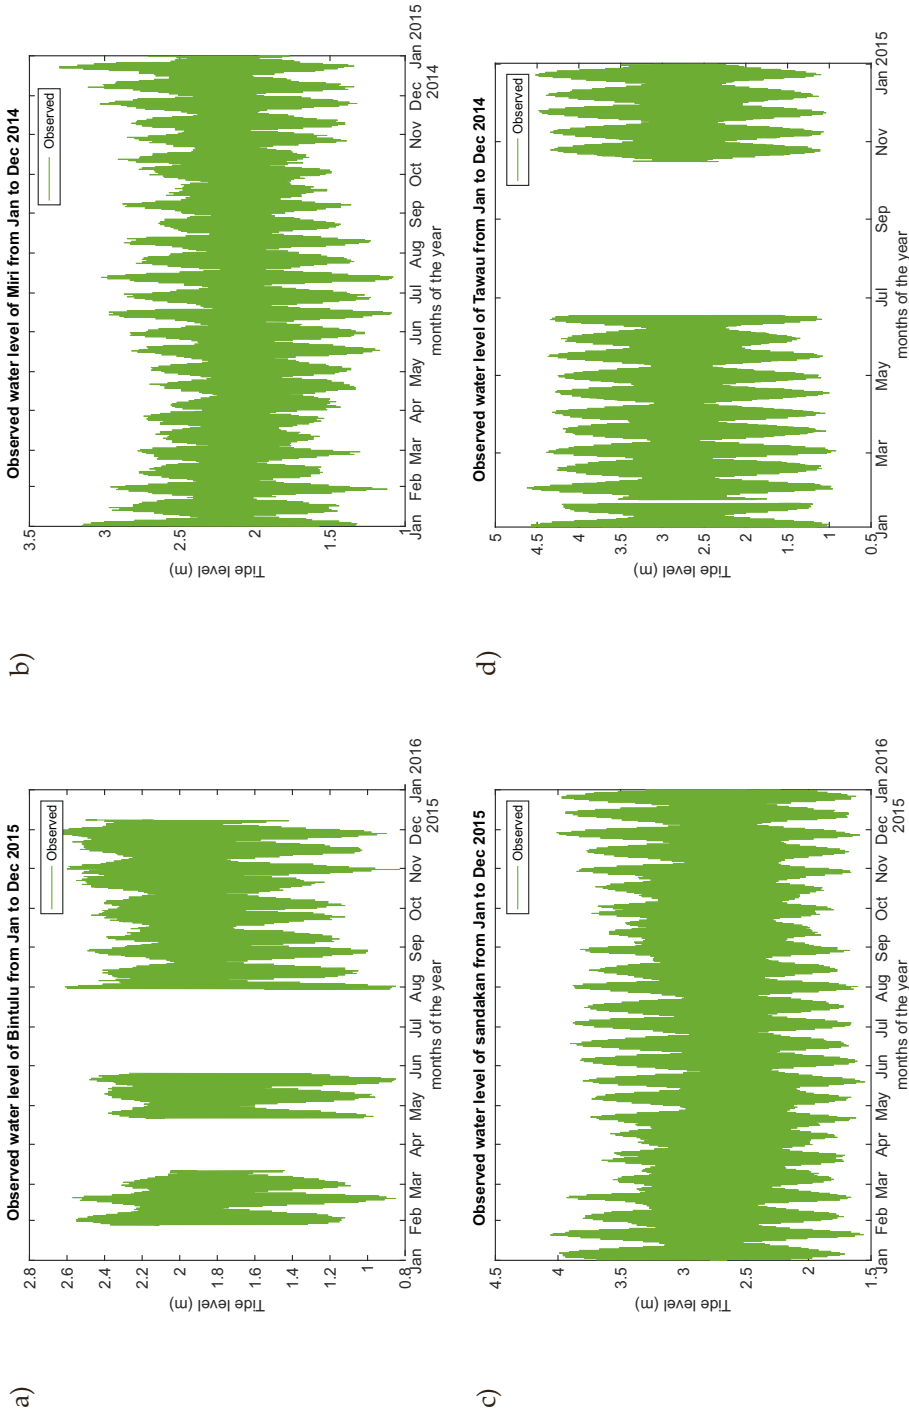 a)
Observed water level of Bintulu from Jan to Dec 2015
Observed
Tide level (m)
2.8
2.6
2.4
2.2
2
1.8
1.6
1.4
1.2
1
0.8
Jan Feb Mar Apr May Jun Jul Aug Sep Oct Nov Dec Jan 2016
2015
months of the year
b)
Observed water level of Miri from Jan to Dec 2014
Observed
Tide level (m)
3.5
3
2.5
2
1.5
1
Jan Feb Mar Apr May Jun Jul Aug Sep Oct Nov Dec Jan 2015
2014
months of the year
c)
Observed water level of sandakan from Jan to Dec 2015
Observed
Tide level (m)
4.5
4
3.5
3
2.5
2
1.5
Jan Feb Mar Apr May Jun Jul Aug Sep Oct Nov Dec Jan 2016
2015
months of the year
d)
Observed water level of Tawau from Jan to Dec 2014
Observed
Tide level (m)
5
4.5
4
3.5
3
2.5
2
1.5
1
0.5
Jan Mar May Jul Sep Nov Jan 2015
months of the year